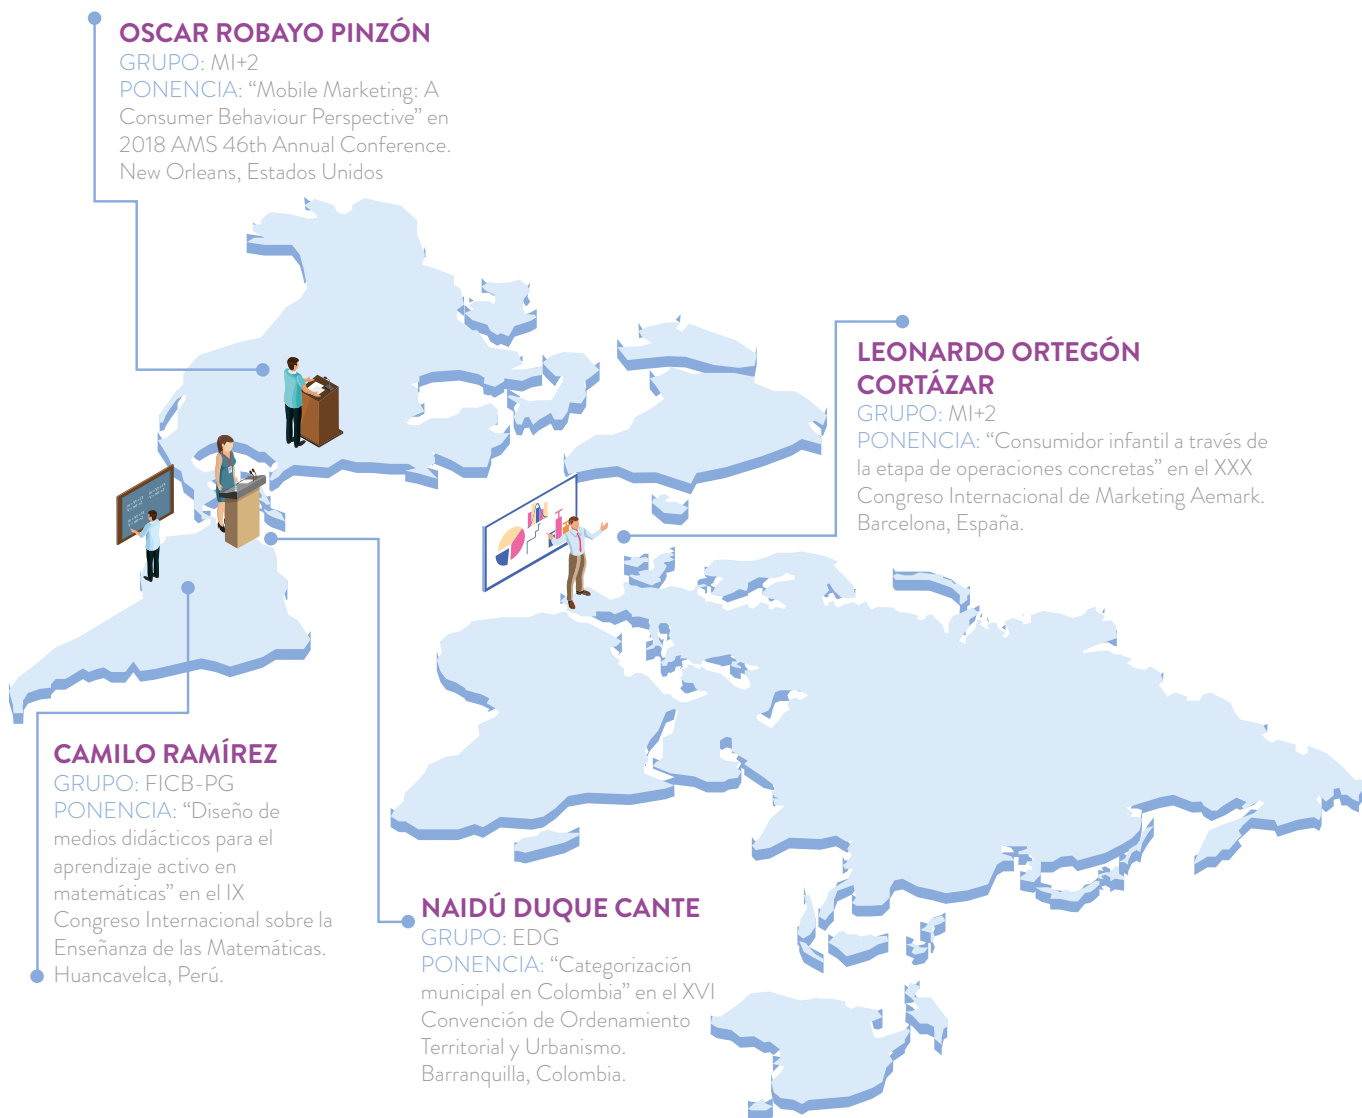 OSCAR ROBAYO PINZÓN
GRUPO: MI+2
PONENCIA: “Mobile Marketing: A
Consumer Behaviour Perspective” en
2018 AMS 46th Annual Conference.
New Orleans, Estados Unidos
LEONARDO ORTEGÓN
CORTÁZAR
GRUPO: MI+2
PONENCIA: “Consumidor infantil a través de
la etapa de operaciones concretas” en el XXX
Congreso Internacional de Marketing Aemark.
Barcelona, España.
CAMILO RAMÍREZ
GRUPO: FICB-PG
PONENCIA: “Diseño de
medios didácticos para el
aprendizaje activo en
matemáticas” en el IX
Congreso Internacional sobre la
Enseñanza de las Matemáticas.
Huancavelca, Perú.
NAIDÚ DUQUE CANTE
GRUPO: EDG
PONENCIA: “Categorización
municipal en Colombia” en el XVI
Convención de Ordenamiento
Territorial y Urbanismo.
Barranquilla, Colombia.